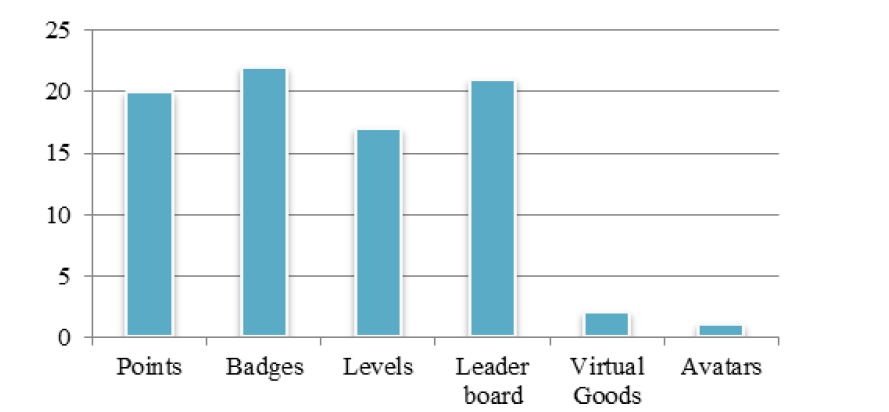 25
20
15
10
5
0
Points
Badges
Levels
Leader
board
Virtual
Goods
Avatars